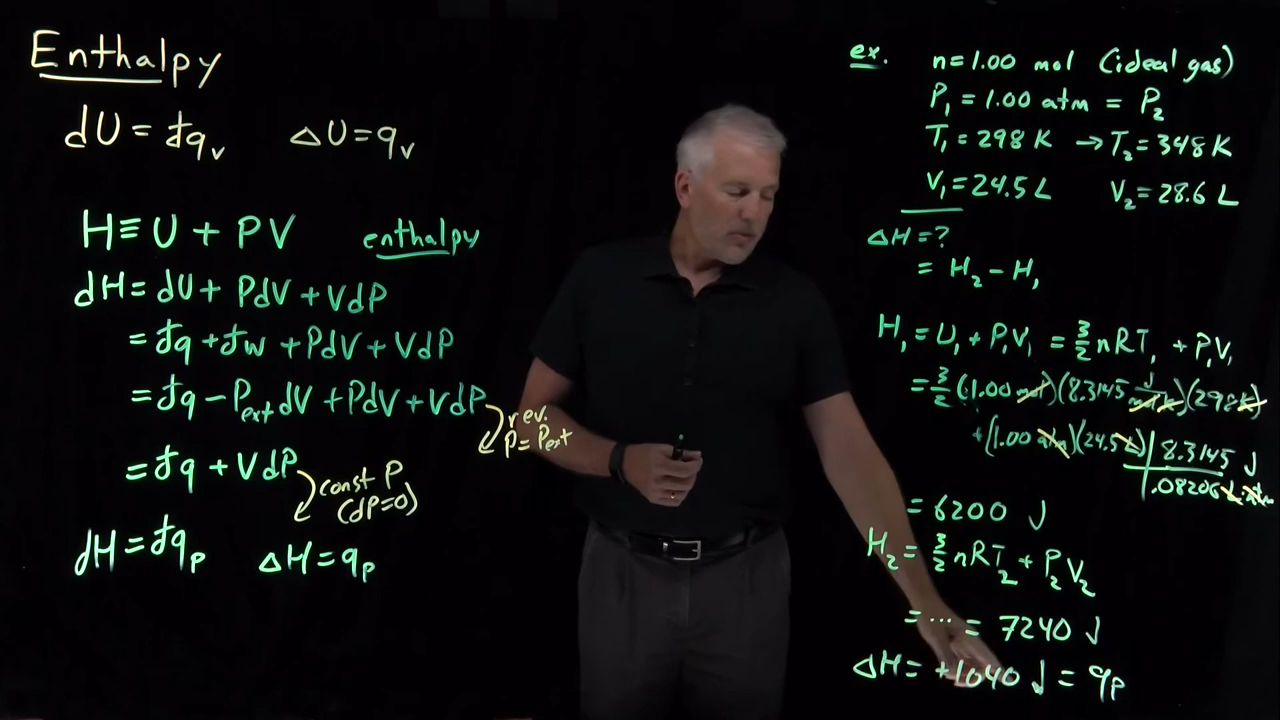 Enthalpy
dU = đq_v    ΔU = q_v
H ≡ U + PV    enthalpy
dH = dU + PdV + VdP
= đq + đw + PdV + VdP
= đq − P_ext dV + PdV + VdP
rev.
P = P_ext
= đq + VdP
const P
(dP=0)
dH = đq_p    ΔH = q_p
ex.    n = 1.00 mol (ideal gas)
P₁ = 1.00 atm = P₂
T₁ = 298 K → T₂ = 348 K
V₁ = 24.5 L    V₂ = 28.6 L
ΔH = ?
= H₂ − H₁
H₁ = U₁ + P₁V₁ = 3/2 nRT₁ + P₁V₁
= 3/2 (1.00 mol)(8.3145 J/mol K)(298 K)
+ (1.00 atm)(24.5 L) | 8.3145 J / .08206 L·atm
= 6200 J
H₂ = 3/2 nRT₂ + P₂V₂
= ... = 7240 J
ΔH = +1040 J = q_p